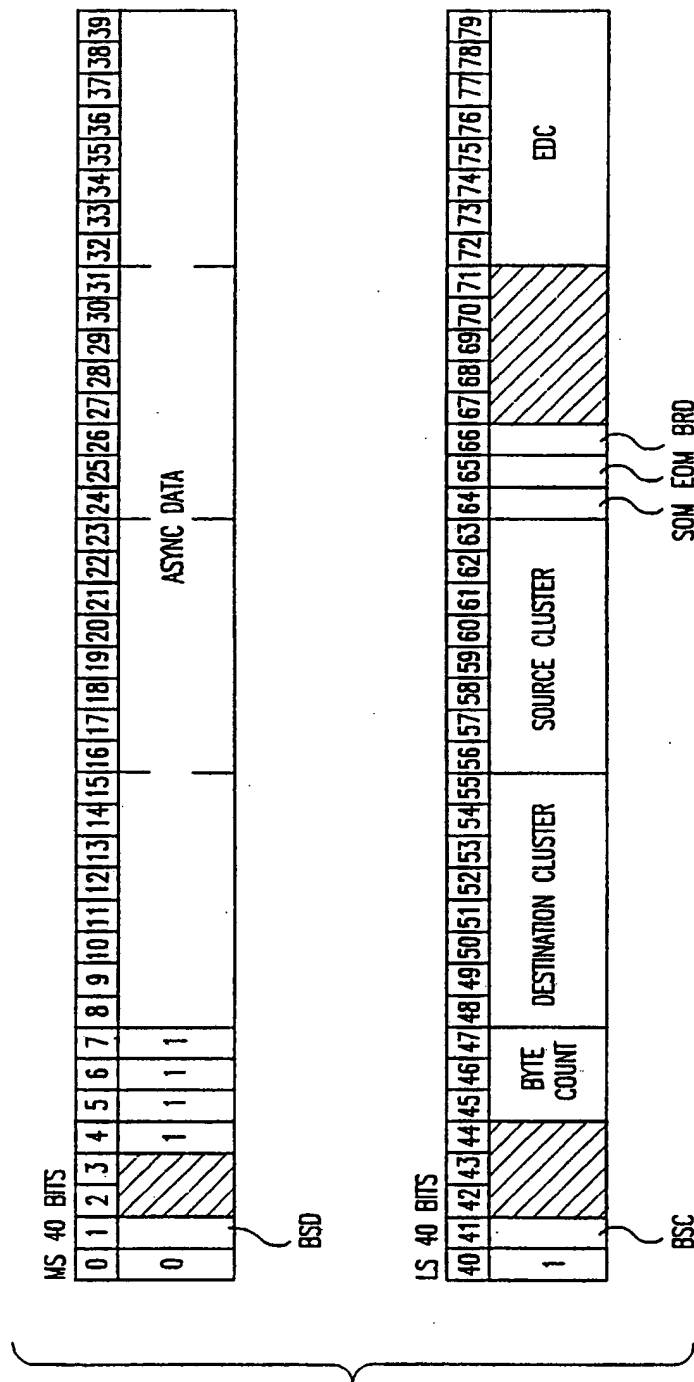 MS 40 BITS
0 1 2 3 4 5 6 7 8 9 10 11 12 13 14 15 16 17 18 19 20 21 22 23 24 25 26 27 28 29 30 31 32 33 34 35 36 37 38 39
0 1 1 1 1 ASYNC DATA
BSD
LS 40 BITS
40 41 42 43 44 45 46 47 48 49 50 51 52 53 54 55 56 57 58 59 60 61 62 63 64 65 66 67 68 69 70 71 72 73 74 75 76 77 78 79
1 BYTE COUNT DESTINATION CLUSTER SOURCE CLUSTER EDC
BSC SOM EOM BRD